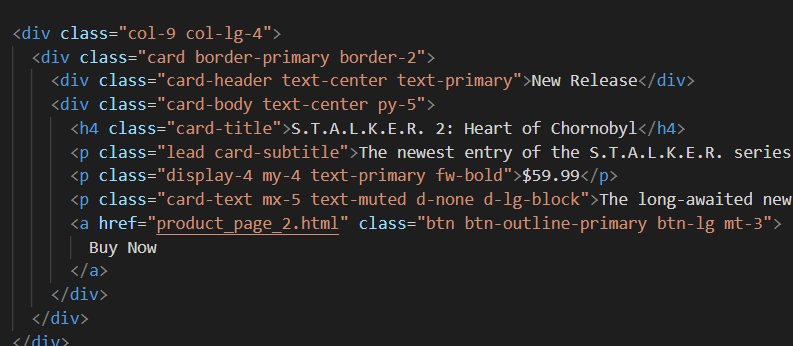 <div class="col-9 col-lg-4">
<div class="card border-primary border-2">
<div class="card-header text-center text-primary">New Release</div>
<div class="card-body text-center py-5">
<h4 class="card-title">S.T.A.L.K.E.R. 2: Heart of Chornobyl</h4>
<p class="lead card-subtitle">The newest entry of the S.T.A.L.K.E.R. series
<p class="display-4 my-4 text-primary fw-bold">$59.99</p>
<p class="card-text mx-5 text-muted d-none d-lg-block">The long-awaited new
<a href="product_page_2.html" class="btn btn-outline-primary btn-lg mt-3">
Buy Now
</a>
</div>
</div>
</div>